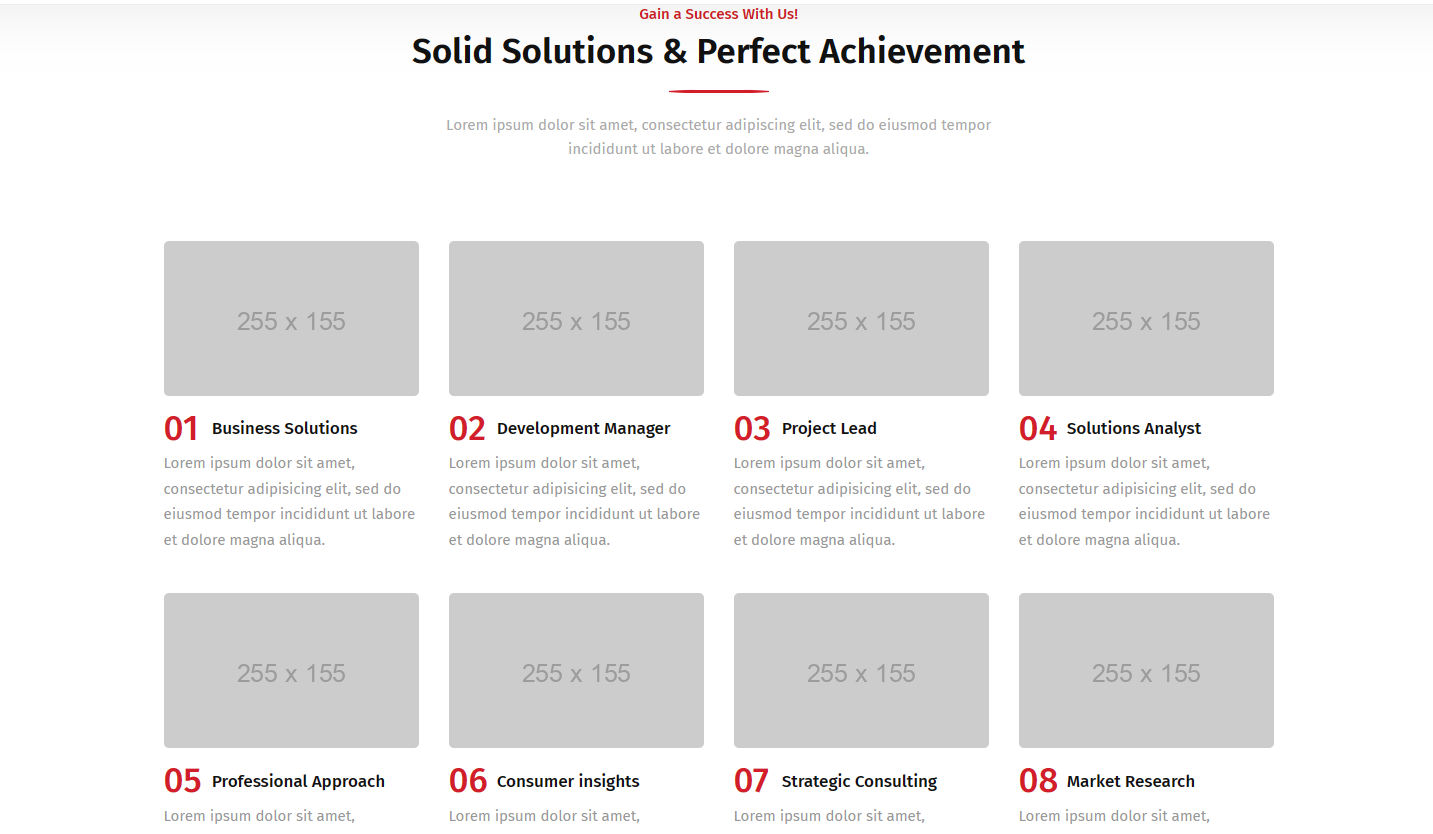 Gain a Success With Us!
Solid Solutions & Perfect Achievement
Lorem ipsum dolor sit amet, consectetur adipiscing elit, sed do eiusmod tempor
incididunt ut labore et dolore magna aliqua.
255 x 155
255 x 155
255 x 155
255 x 155
01 Business Solutions
Lorem ipsum dolor sit amet,
consectetur adipisicing elit, sed do
eiusmod tempor incididunt ut labore
et dolore magna aliqua.
02 Development Manager
Lorem ipsum dolor sit amet,
consectetur adipisicing elit, sed do
eiusmod tempor incididunt ut labore
et dolore magna aliqua.
03 Project Lead
Lorem ipsum dolor sit amet,
consectetur adipisicing elit, sed do
eiusmod tempor incididunt ut labore
et dolore magna aliqua.
04 Solutions Analyst
Lorem ipsum dolor sit amet,
consectetur adipisicing elit, sed do
eiusmod tempor incididunt ut labore
et dolore magna aliqua.
255 x 155
255 x 155
255 x 155
255 x 155
05 Professional Approach
Lorem ipsum dolor sit amet,
06 Consumer insights
Lorem ipsum dolor sit amet,
07 Strategic Consulting
Lorem ipsum dolor sit amet,
08 Market Research
Lorem ipsum dolor sit amet,